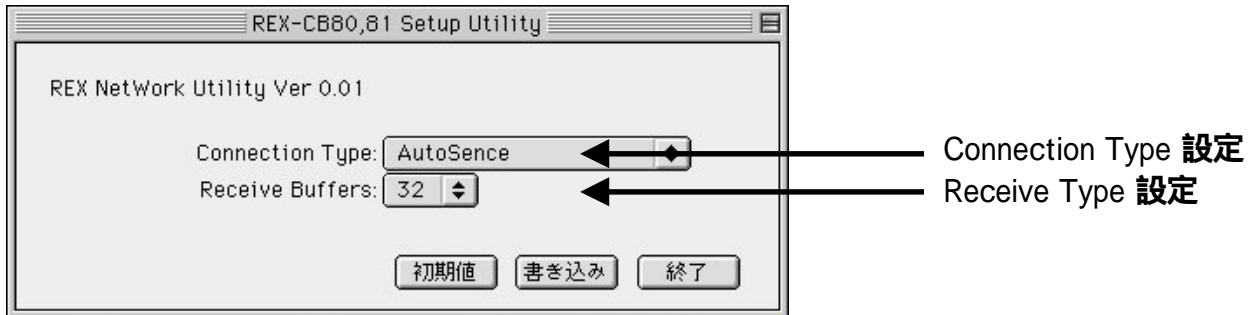 REX-CB80,81 Setup Utility
REX NetWork Utility Ver 0.01
Connection Type: AutoSence
Receive Buffers: 32
初期値 書き込み 終了
Connection Type 設定
Receive Type 設定